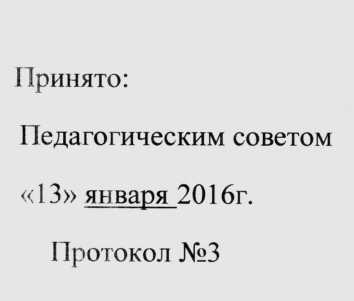 Принято:
Педагогическим советом
«13» января 2016г.
Протокол №3